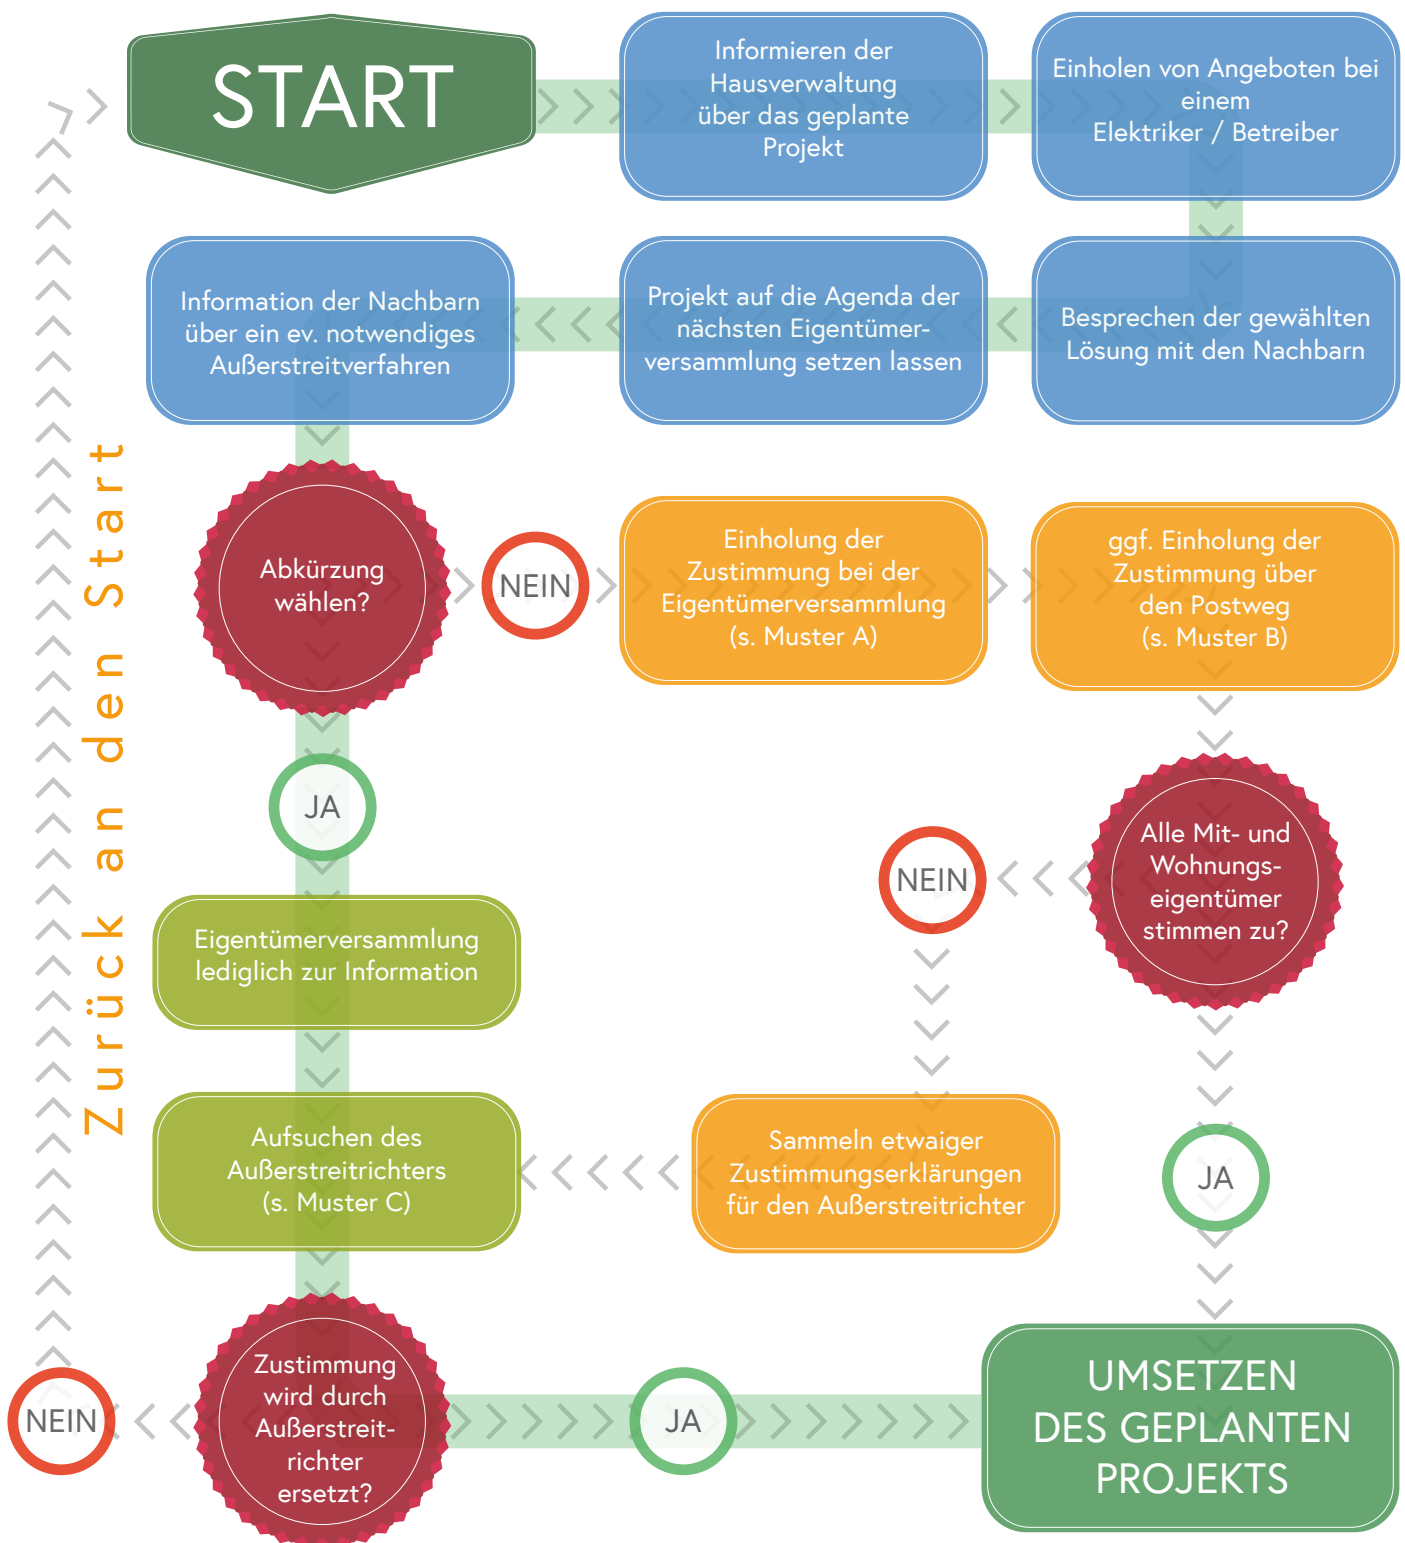 START
Informieren der
Hausverwaltung
über das geplante
Projekt
Einholen von Angeboten bei
einem
Elektriker / Betreiber
Information der Nachbarn
über ein ev. notwendiges
Außerstreitverfahren
Projekt auf die Agenda der
nächsten Eigentümer-
versammlung setzen lassen
Besprechen der gewählten
Lösung mit den Nachbarn
Zurück an den Start
Abkürzung
wählen?
NEIN
Einholung der
Zustimmung bei der
Eigentümerversammlung
(s. Muster A)
ggf. Einholung der
Zustimmung über
den Postweg
(s. Muster B)
JA
NEIN
Alle Mit- und
Wohnungs-
eigentümer
stimmen zu?
Eigentümerversammlung
lediglich zur Information
Aufsuchen des
Außerstreitrichters
(s. Muster C)
Sammeln etwaiger
Zustimmungserklärungen
für den Außerstreitrichter
JA
NEIN
Zustimmung
wird durch
Außerstreit-
richter
ersetzt?
JA
UMSETZEN
DES GEPLANTEN
PROJEKTS